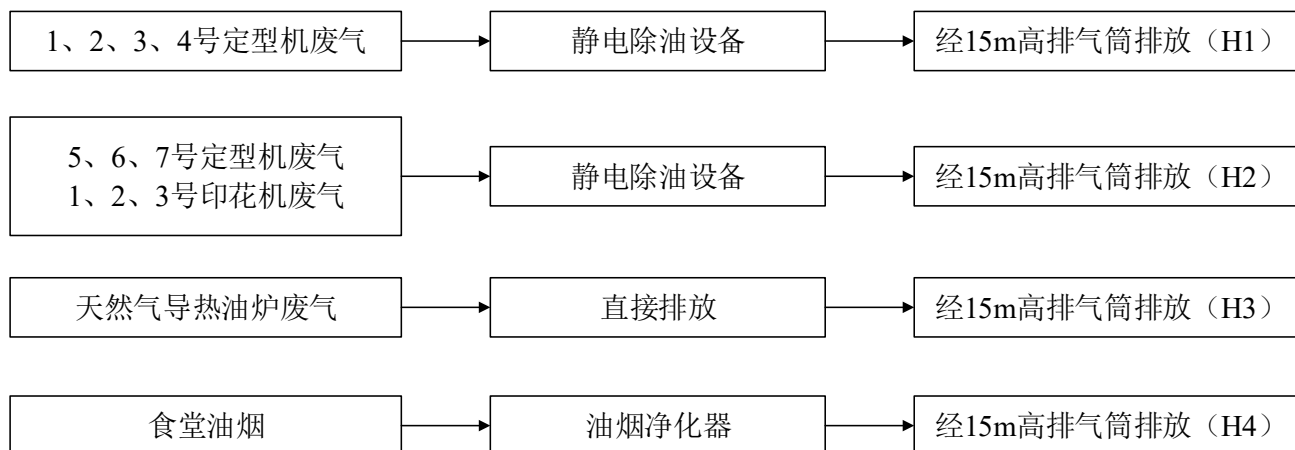 1、2、3、4号定型机废气
静电除油设备
经15m高排气筒排放（H1）
5、6、7号定型机废气
1、2、3号印花机废气
静电除油设备
经15m高排气筒排放（H2）
天然气导热油炉废气
直接排放
经15m高排气筒排放（H3）
食堂油烟
油烟净化器
经15m高排气筒排放（H4）